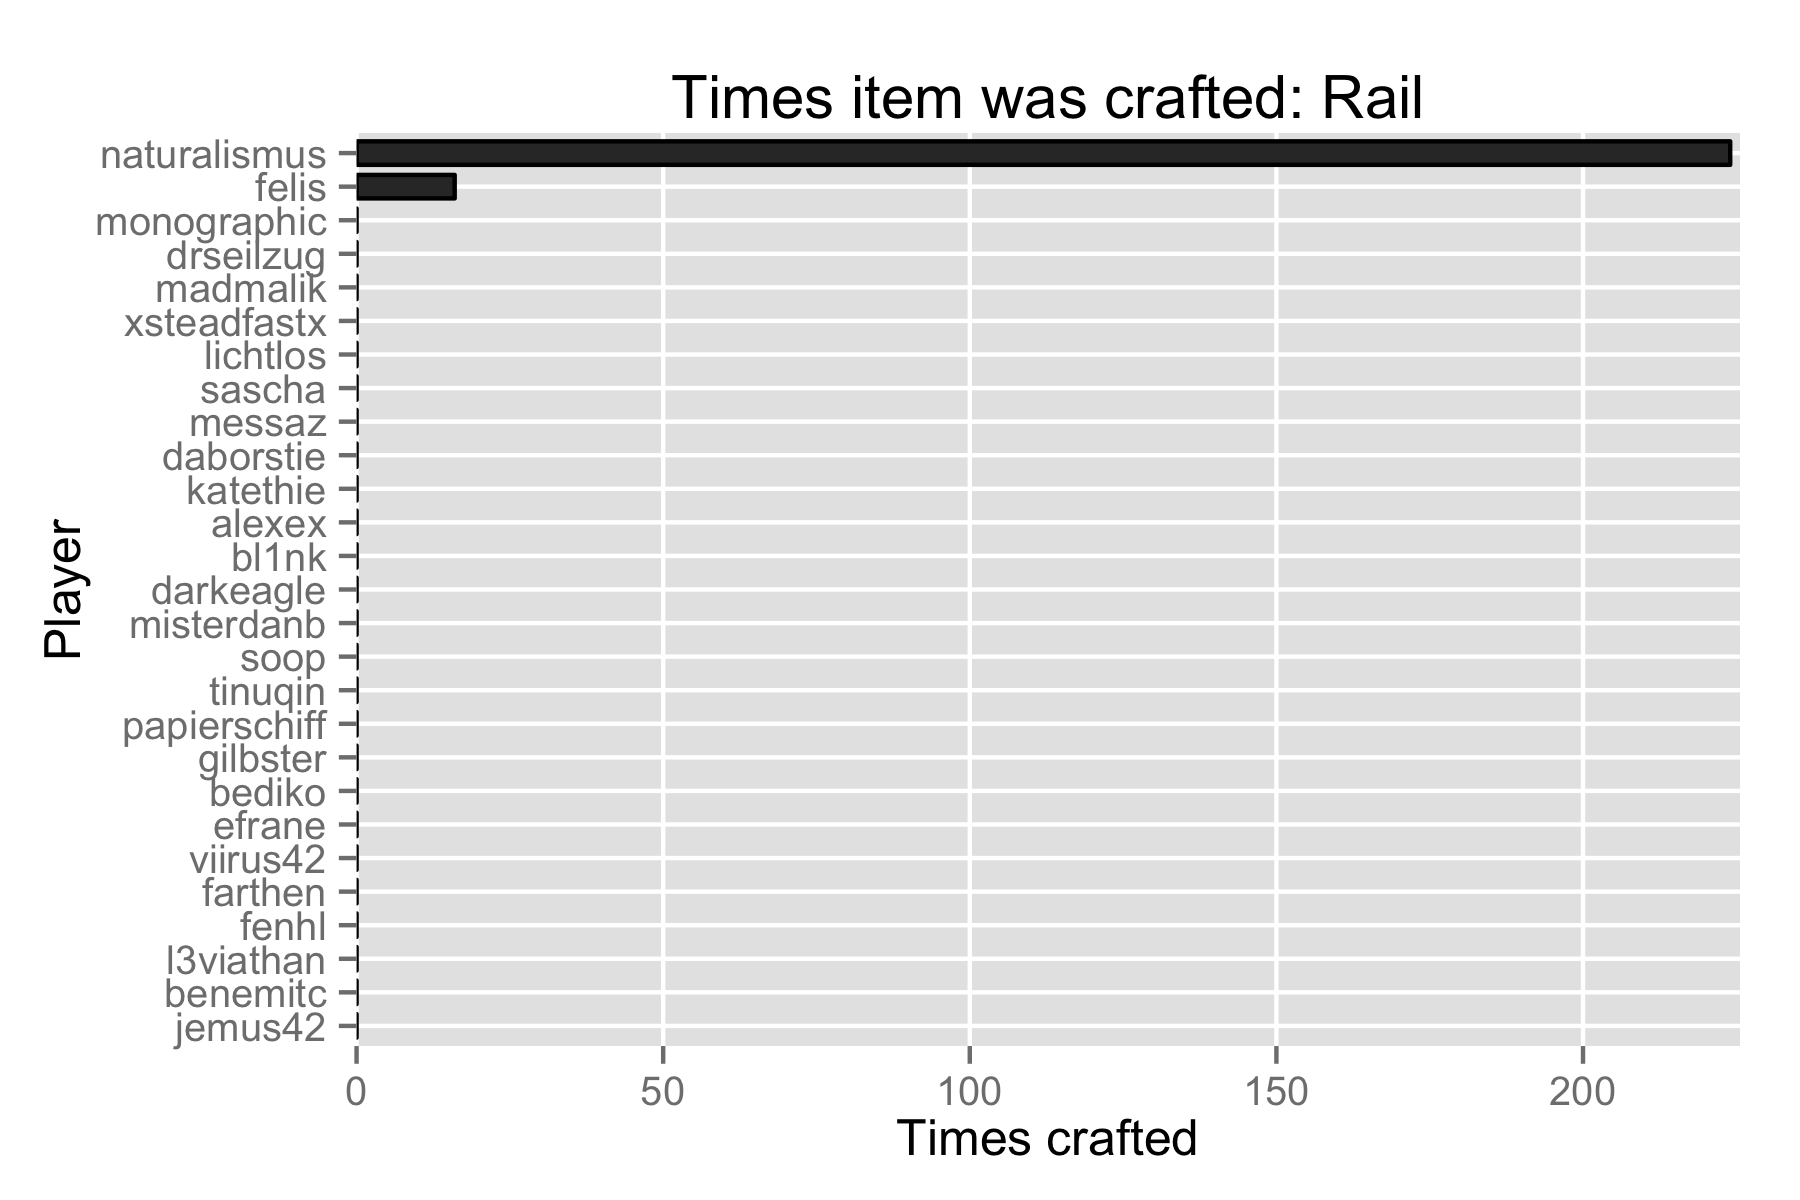 Times item was crafted: Rail
naturalismus
felis
monographic
drseilzug
madmalik
xsteadfastx
lichtlos
sascha
messaz
daborstie
katethie
alexex
bl1nk
darkeagle
misterdanb
soop
tinuqin
papierschiff
gilbster
bediko
efrane
viirus42
farthen
fenhl
l3viathan
benemitc
jemus42
Player
0 50 100 150 200
Times crafted